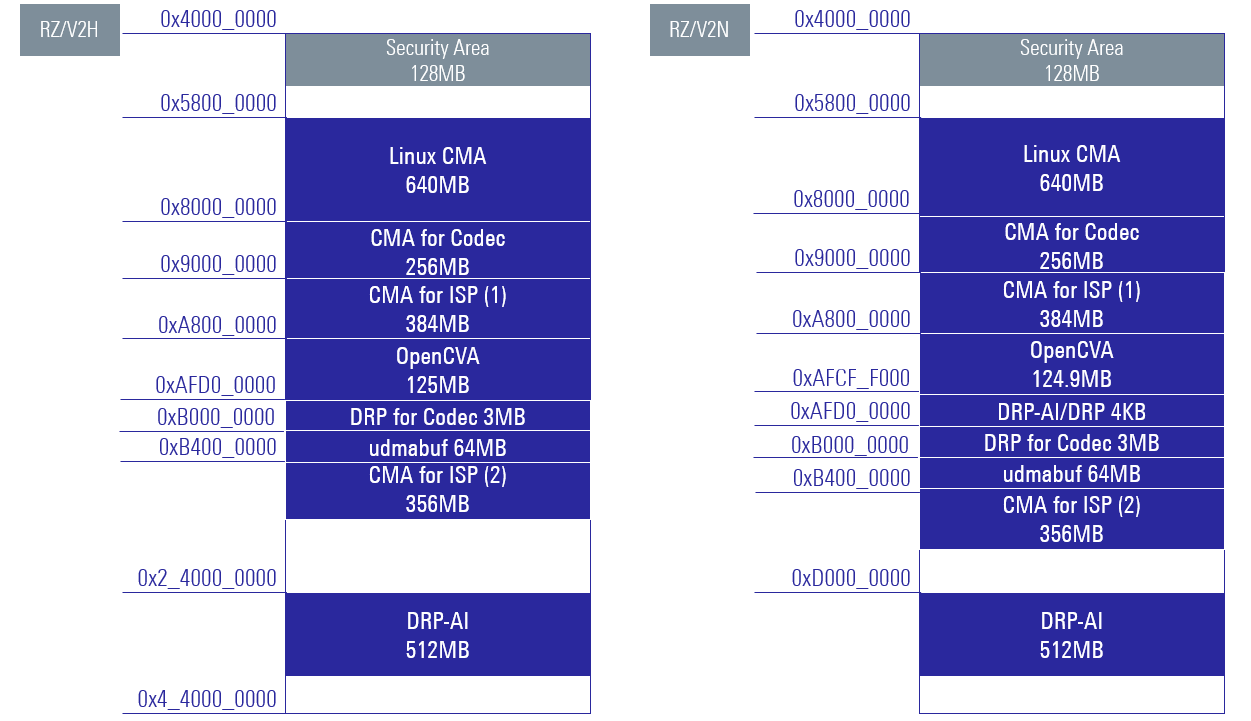 RZ/V2H
0x4000_0000
Security Area
128MB
0x5800_0000
Linux CMA
640MB
0x8000_0000
CMA for Codec
256MB
0x9000_0000
CMA for ISP (1)
384MB
0xA800_0000
OpenCVA
125MB
0xAFD0_0000
DRP for Codec 3MB
0xB000_0000
udmabuf 64MB
0xB400_0000
CMA for ISP (2)
356MB
0x2_4000_0000
DRP-AI
512MB
0x4_4000_0000
RZ/V2N
0x4000_0000
Security Area
128MB
0x5800_0000
Linux CMA
640MB
0x8000_0000
CMA for Codec
256MB
0x9000_0000
CMA for ISP (1)
384MB
0xA800_0000
OpenCVA
124.9MB
0xAFCF_F000
DRP-AI/DRP 4KB
0xAFD0_0000
DRP for Codec 3MB
0xB000_0000
udmabuf 64MB
0xB400_0000
CMA for ISP (2)
356MB
0xD000_0000
DRP-AI
512MB